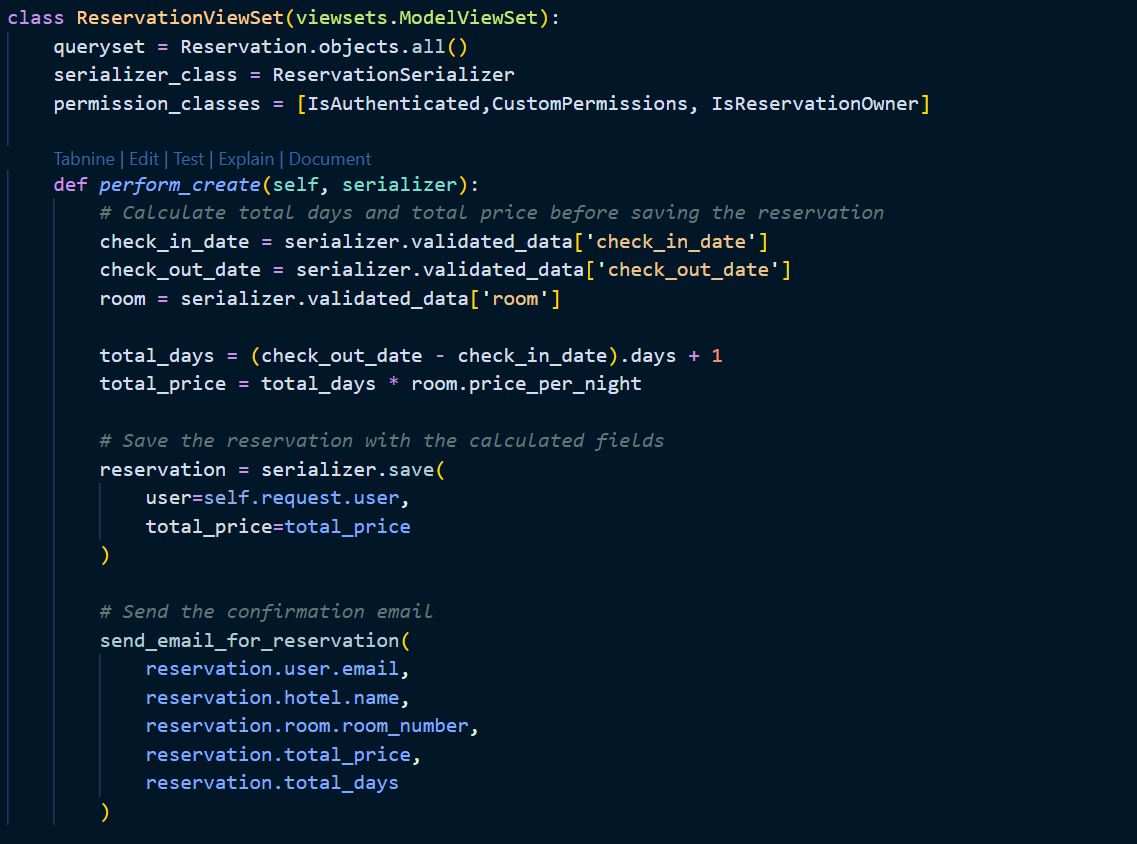 class ReservationViewSet(viewsets.ModelViewSet):
    queryset = Reservation.objects.all()
    serializer_class = ReservationSerializer
    permission_classes = [IsAuthenticated,CustomPermissions, IsReservationOwner]
    Tabnine | Edit | Test | Explain | Document
    def perform_create(self, serializer):
        # Calculate total days and total price before saving the reservation
        check_in_date = serializer.validated_data['check_in_date']
        check_out_date = serializer.validated_data['check_out_date']
        room = serializer.validated_data['room']
        total_days = (check_out_date - check_in_date).days + 1
        total_price = total_days * room.price_per_night
        # Save the reservation with the calculated fields
        reservation = serializer.save(
            user=self.request.user,
            total_price=total_price
        )
        # Send the confirmation email
        send_email_for_reservation(
            reservation.user.email,
            reservation.hotel.name,
            reservation.room.room_number,
            reservation.total_price,
            reservation.total_days
        )